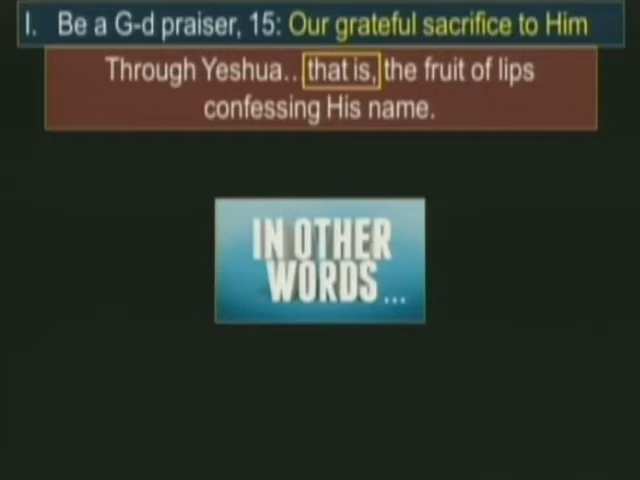 I. Be a G-d praiser, 15: Our grateful sacrifice to Him
Through Yeshua.. that is, the fruit of lips
confessing His name.
IN OTHER
WORDS...